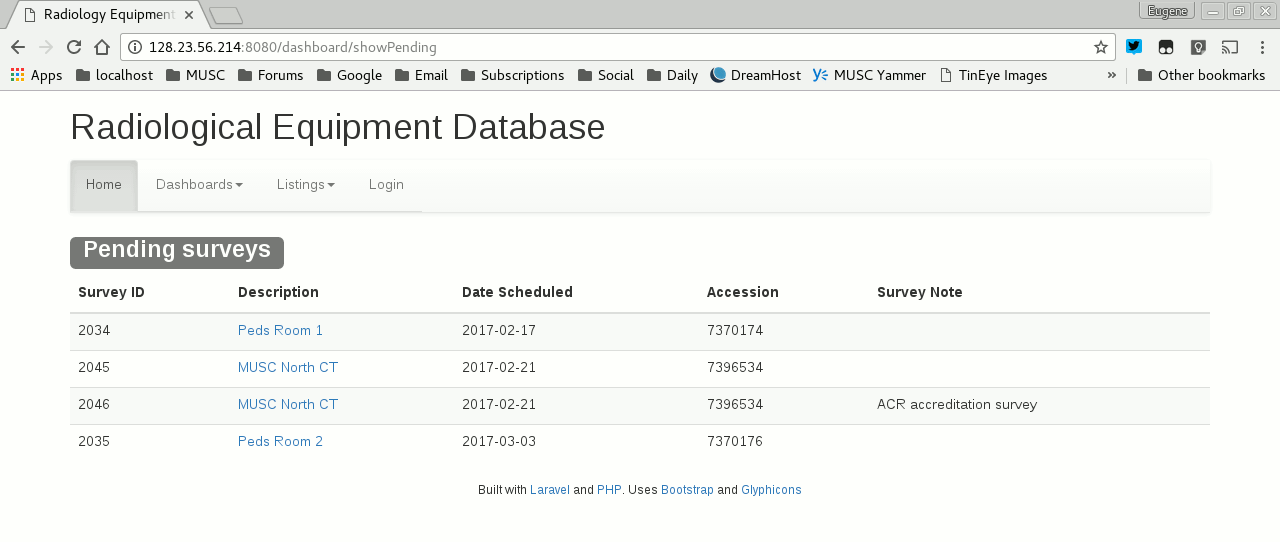 Radiology Equipment
Eugene
128.23.56.214:8080/dashboard/showPending
Apps localhost MUSC Forums Google Email Subscriptions Social Daily DreamHost MUSC Yammer TinEye Images » Other bookmarks
Radiological Equipment Database
Home Dashboards Listings Login
Pending surveys
Survey ID Description Date Scheduled Accession Survey Note
2034 Peds Room 1 2017-02-17 7370174
2045 MUSC North CT 2017-02-21 7396534
2046 MUSC North CT 2017-02-21 7396534 ACR accreditation survey
2035 Peds Room 2 2017-03-03 7370176
Built with Laravel and PHP. Uses Bootstrap and Glyphicons